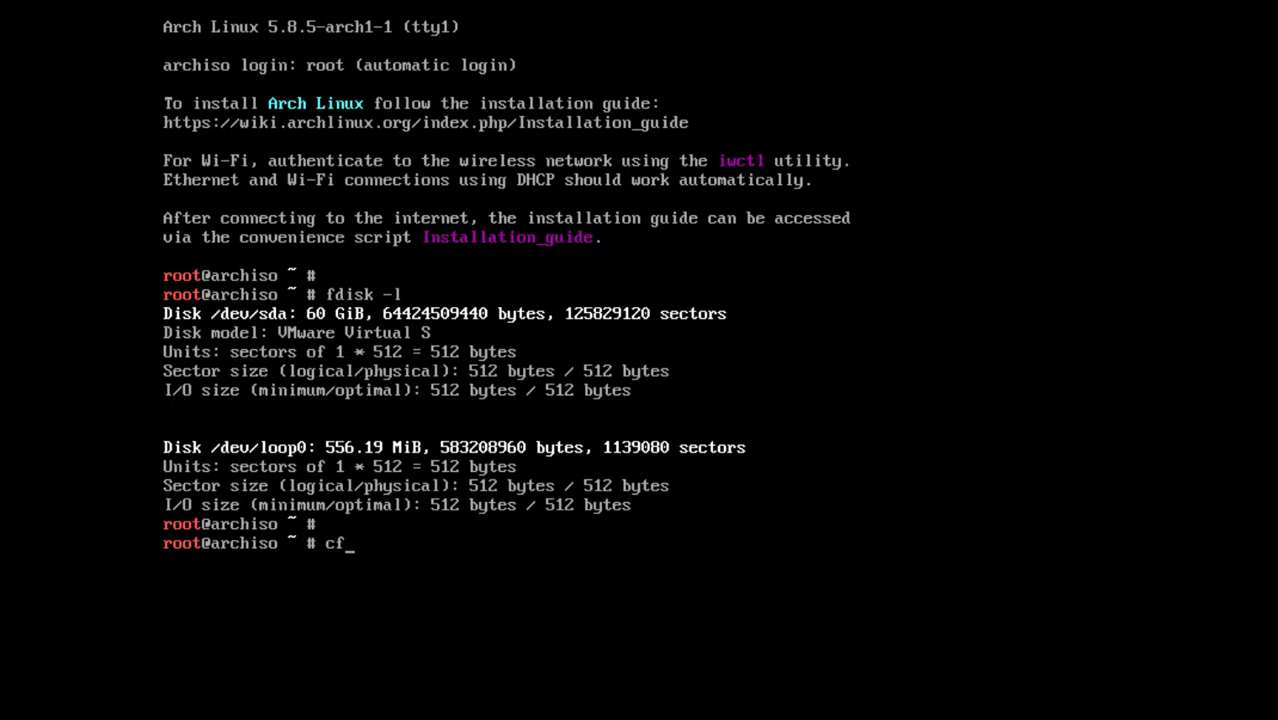 Arch Linux 5.8.5-arch1-1 (tty1)
archiso login: root (automatic login)
To install Arch Linux follow the installation guide:
https://wiki.archlinux.org/index.php/Installation_guide
For Wi-Fi, authenticate to the wireless network using the iwctl utility.
Ethernet and Wi-Fi connections using DHCP should work automatically.
After connecting to the internet, the installation guide can be accessed
via the convenience script Installation_guide.
root@archiso ~ #
root@archiso ~ # fdisk -l
Disk /dev/sda: 60 GiB, 64424509440 bytes, 125829120 sectors
Disk model: VMware Virtual S
Units: sectors of 1 * 512 = 512 bytes
Sector size (logical/physical): 512 bytes / 512 bytes
I/O size (minimum/optimal): 512 bytes / 512 bytes
Disk /dev/loop0: 556.19 MiB, 583208960 bytes, 1139080 sectors
Units: sectors of 1 * 512 = 512 bytes
Sector size (logical/physical): 512 bytes / 512 bytes
I/O size (minimum/optimal): 512 bytes / 512 bytes
root@archiso ~ #
root@archiso ~ # cf_